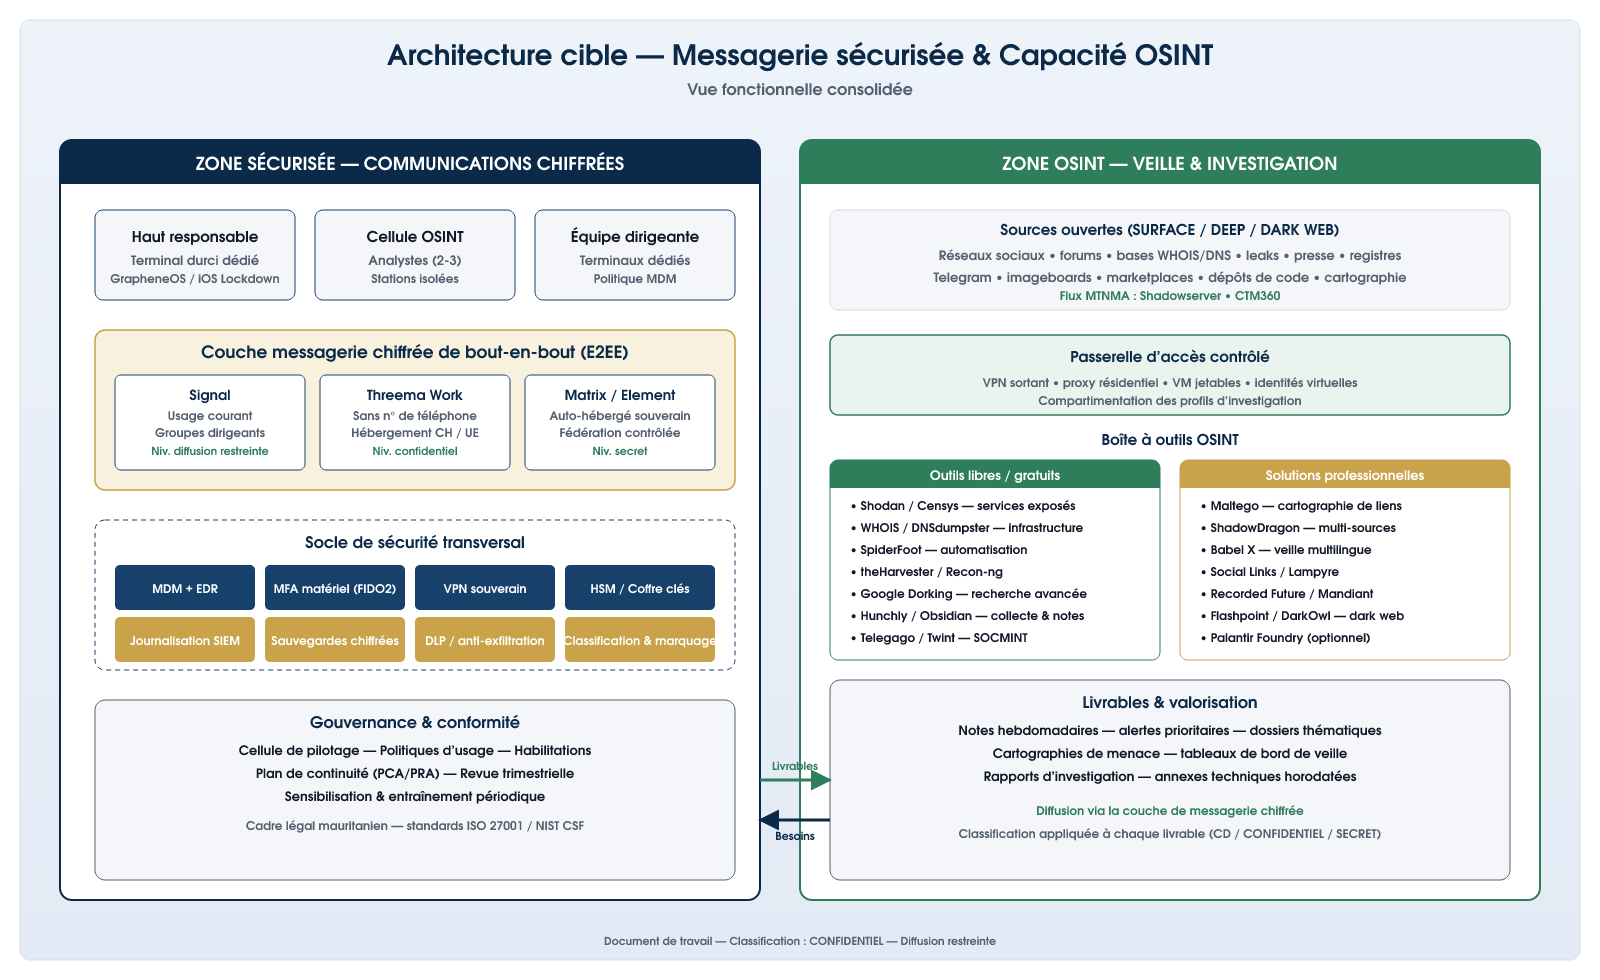 Architecture cible — Messagerie sécurisée & Capacité OSINT
Vue fonctionnelle consolidée
ZONE SÉCURISÉE — COMMUNICATIONS CHIFFRÉES
Haut responsable
Terminal durci dédié
GrapheneOS / iOS Lockdown
Cellule OSINT
Analystes (2-3)
Stations isolées
Équipe dirigeante
Terminaux dédiés
Politique MDM
Couche messagerie chiffrée de bout-en-bout (E2EE)
Signal
Usage courant
Groupes dirigeants
Niv. diffusion restreinte
Threema Work
Sans n° de téléphone
Hébergement CH / UE
Niv. confidentiel
Matrix / Element
Auto-hébergé souverain
Fédération contrôlée
Niv. secret
Socle de sécurité transversal
MDM + EDR
MFA matériel (FIDO2)
VPN souverain
HSM / Coffre clés
Journalisation SIEM
Sauvegardes chiffrées
DLP / anti-exfiltration
Classification & marquage
Gouvernance & conformité
Cellule de pilotage — Politiques d’usage — Habilitations
Plan de continuité (PCA/PRA) — Revue trimestrielle
Sensibilisation & entraînement périodique
Cadre légal mauritanien — standards ISO 27001 / NIST CSF
Livrables
Besoins
ZONE OSINT — VEILLE & INVESTIGATION
Sources ouvertes (SURFACE / DEEP / DARK WEB)
Réseaux sociaux • forums • bases WHOIS/DNS • leaks • presse • registres
Telegram • imageboards • marketplaces • dépôts de code • cartographie
Flux MTNMA : Shadowserver • CTM360
Passerelle d’accès contrôlé
VPN sortant • proxy résidentiel • VM jetables • identités virtuelles
Compartimentation des profils d’investigation
Boîte à outils OSINT
Outils libres / gratuits
• Shodan / Censys — services exposés
• WHOIS / DNSdumpster — infrastructure
• SpiderFoot — automatisation
• theHarvester / Recon-ng
• Google Dorking — recherche avancée
• Hunchly / Obsidian — collecte & notes
• Telegago / Twint — SOCMINT
Solutions professionnelles
• Maltego — cartographie de liens
• ShadowDragon — multi-sources
• Babel X — veille multilingue
• Social Links / Lampyre
• Recorded Future / Mandiant
• Flashpoint / DarkOwl — dark web
• Palantir Foundry (optionnel)
Livrables & valorisation
Notes hebdomadaires — alertes prioritaires — dossiers thématiques
Cartographies de menace — tableaux de bord de veille
Rapports d’investigation — annexes techniques horodatées
Diffusion via la couche de messagerie chiffrée
Classification appliquée à chaque livrable (CD / CONFIDENTIEL / SECRET)
Document de travail — Classification : CONFIDENTIEL — Diffusion restreinte